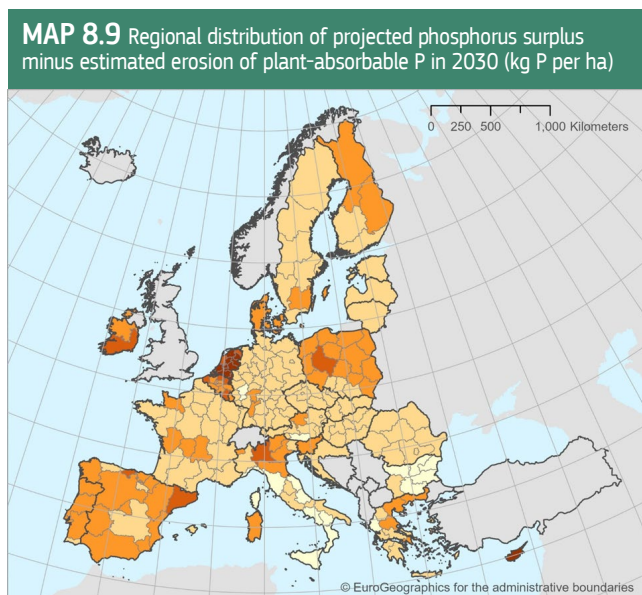 MAP 8.9 Regional distribution of projected phosphorus surplus
minus estimated erosion of plant-absorbable P in 2030 (kg P per ha)
0 250 500 1,000 Kilometers
© EuroGeographics for the administrative boundaries